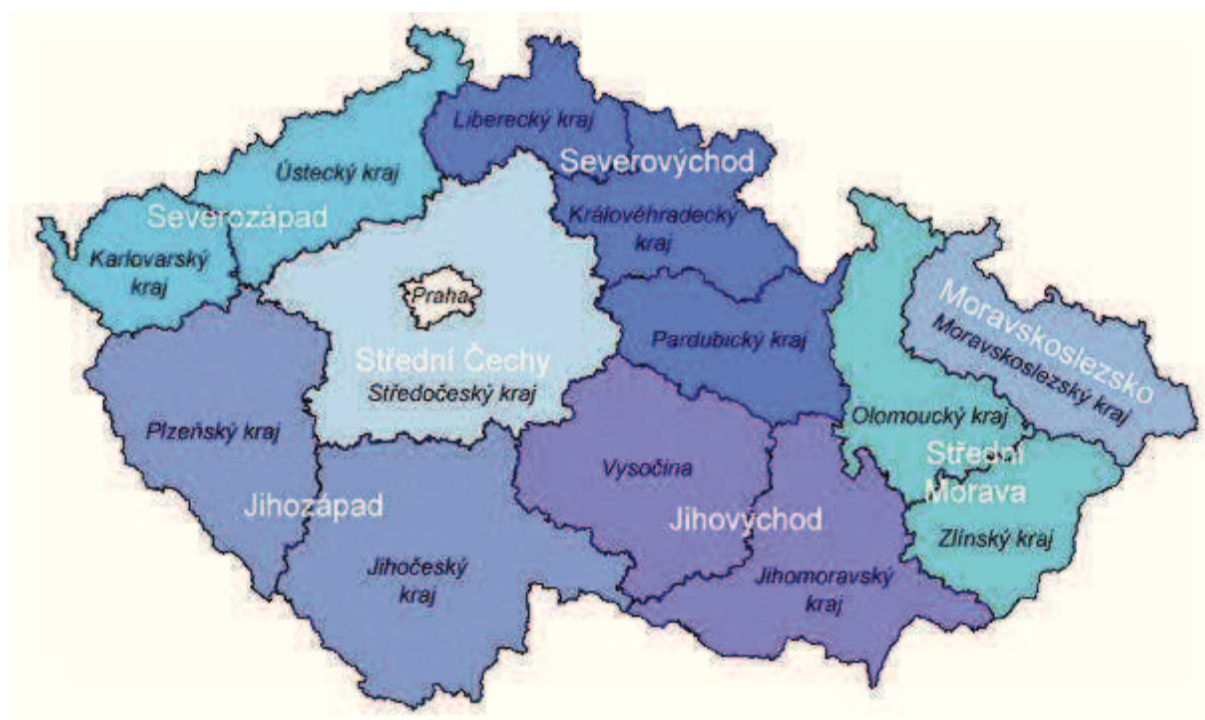 Liberecký kraj
Severovýchod
Ústecký kraj
Severozápad
Královéhradecký
kraj
Karlovarský
kraj
Praha
Moravskoslezsko
Moravskoslezský kraj
Pardubický kraj
Střední Čechy
Středočeský kraj
Olomoucký kraj
Plzeňský kraj
Střední
Morava
Vysočina
Jihozápad
Jihovýchod
Zlínský kraj
Jihočeský
kraj
Jihomoravský
kraj